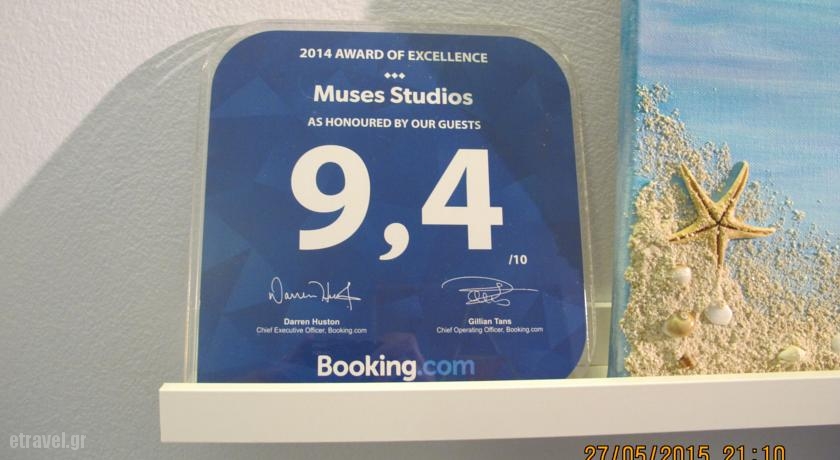 2014 AWARD OF EXCELLENCE
Muses Studios
AS HONOURED BY OUR GUESTS
9,4
/10
Darren Huston
Chief Executive Officer, Booking.com
Gillian Tans
Chief Operating Officer, Booking.com
Booking.com
etravel.gr
27/05/2015 21:10